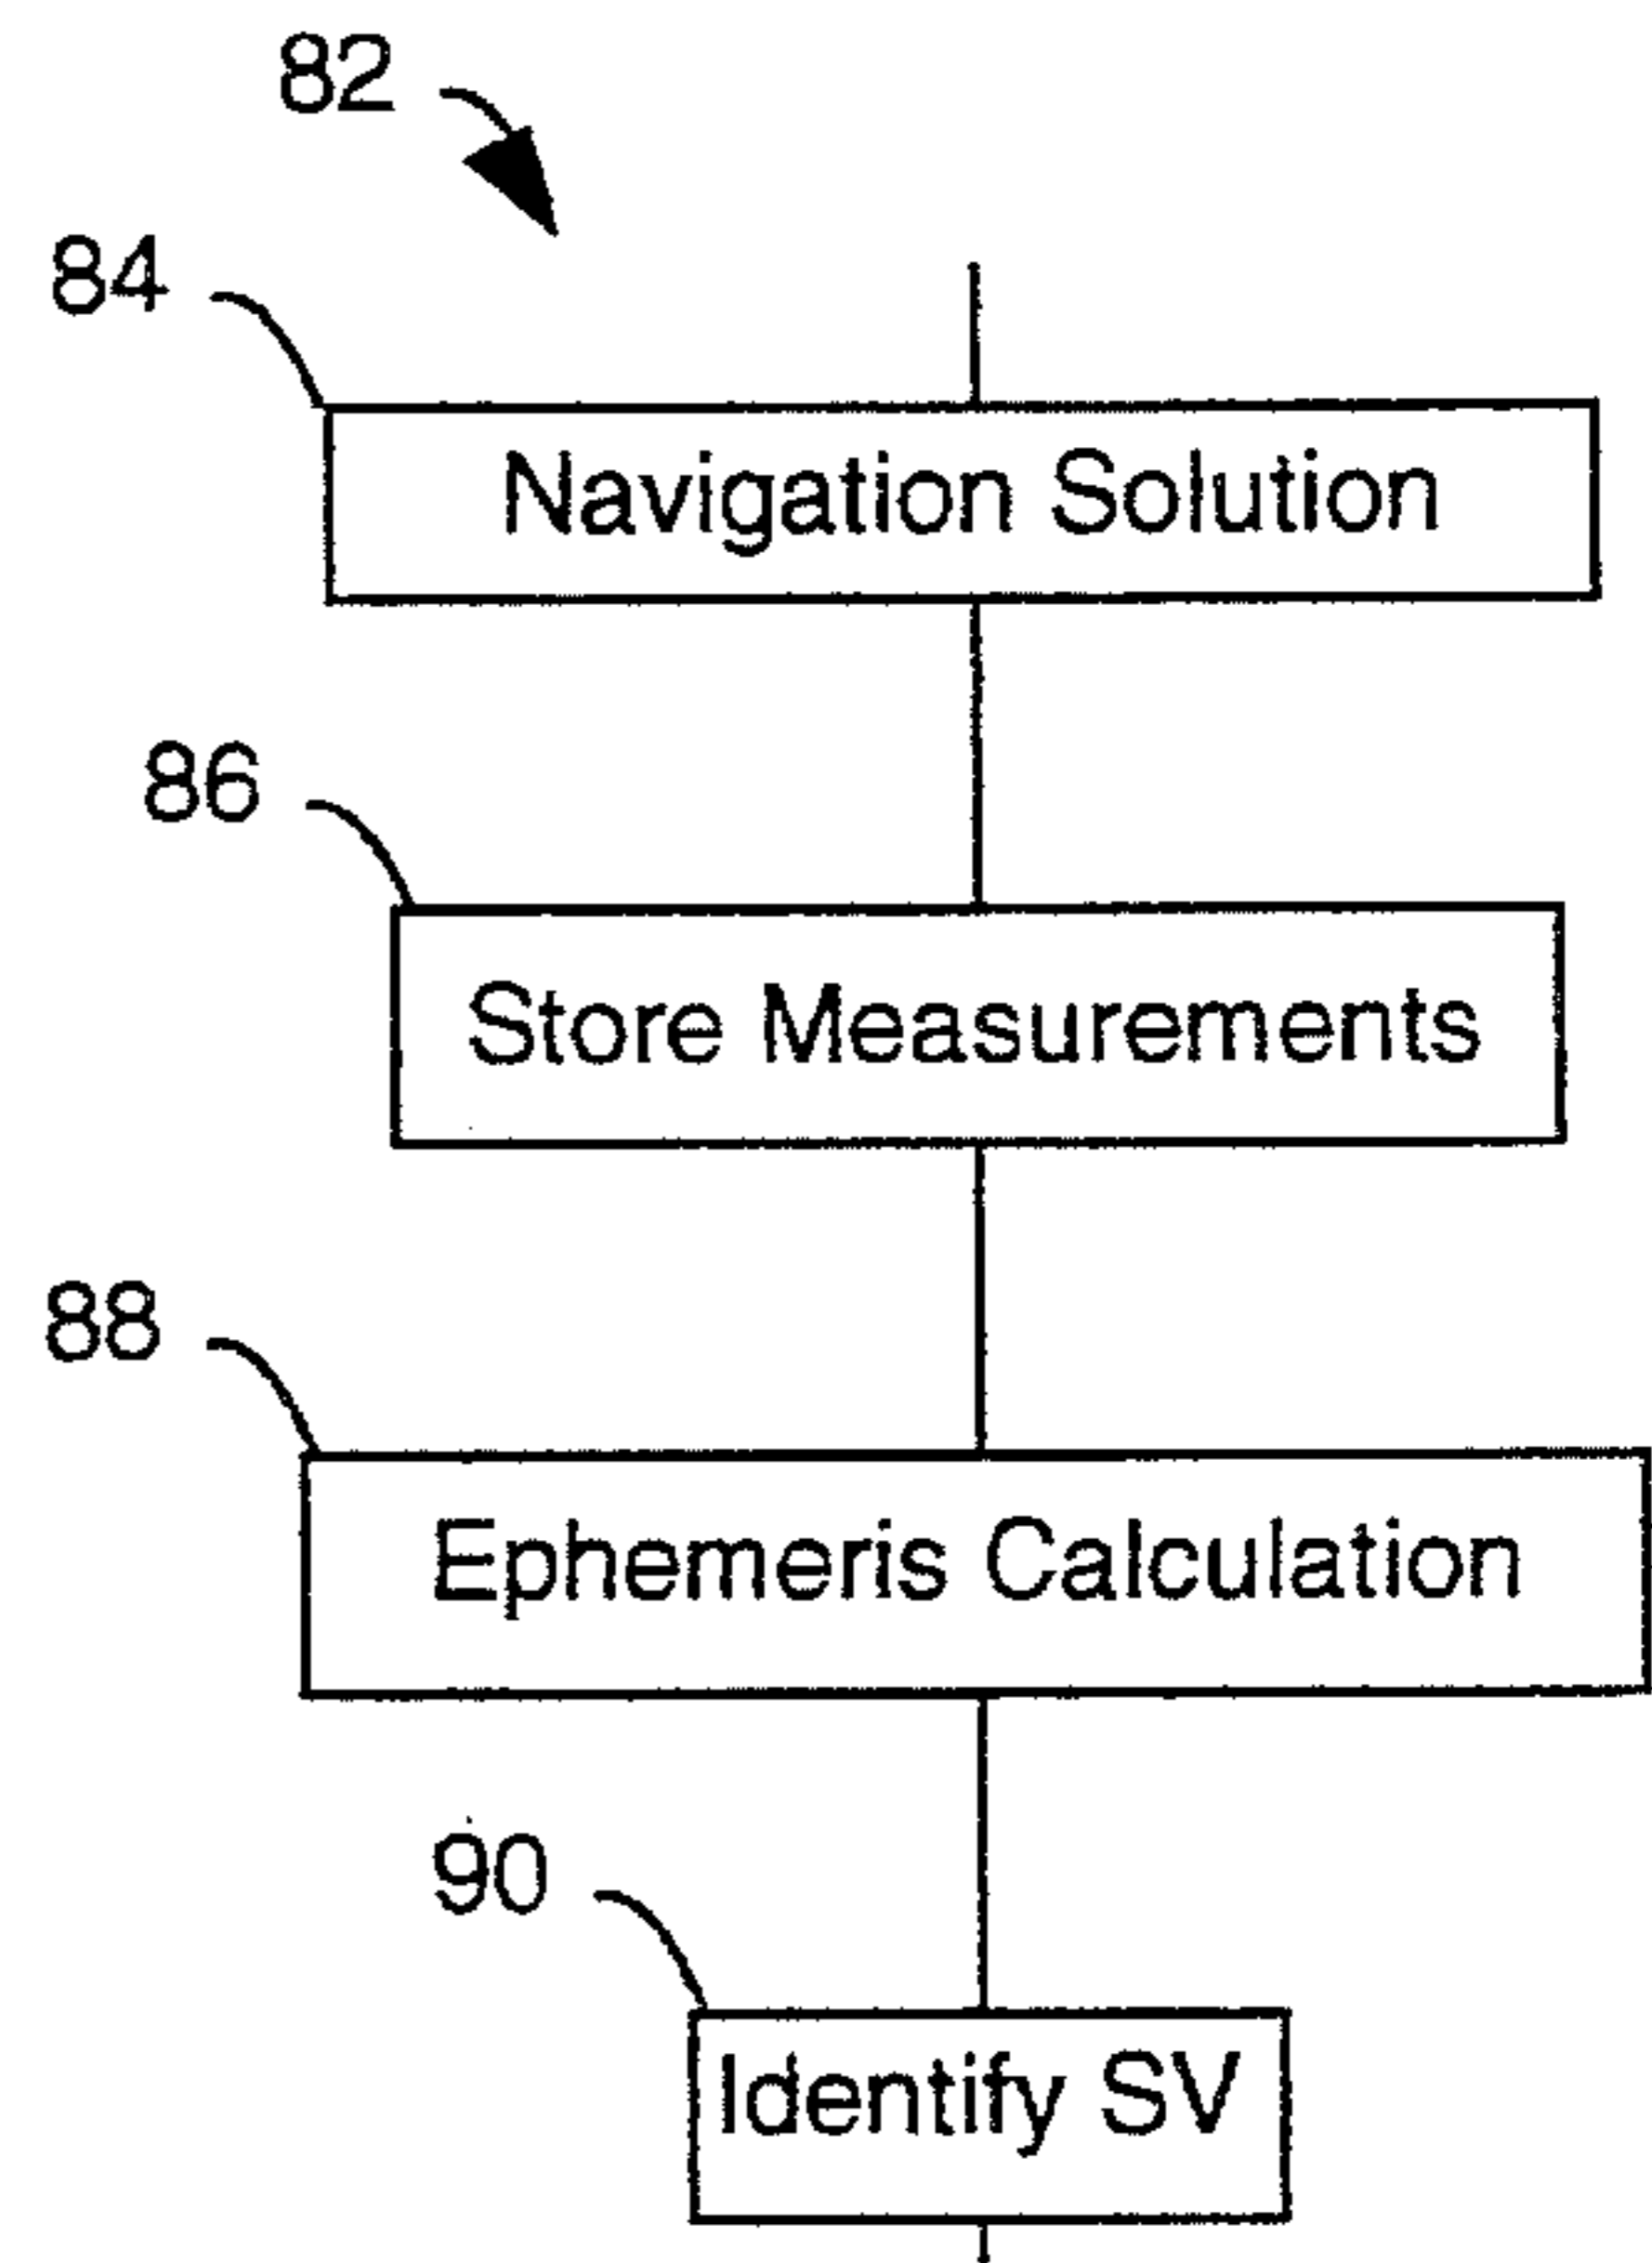 82
84
Navigation Solution
86
Store Measurements
88
Ephemeris Calculation
90
Identify SV